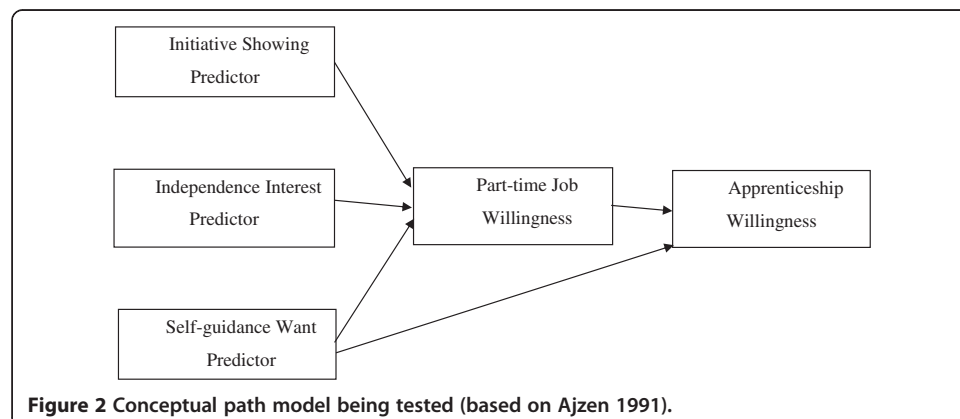 Initiative Showing
Predictor
Independence Interest
Predictor
Part-time Job
Willingness
Apprenticeship
Willingness
Self-guidance Want
Predictor
Figure 2 Conceptual path model being tested (based on Ajzen 1991).